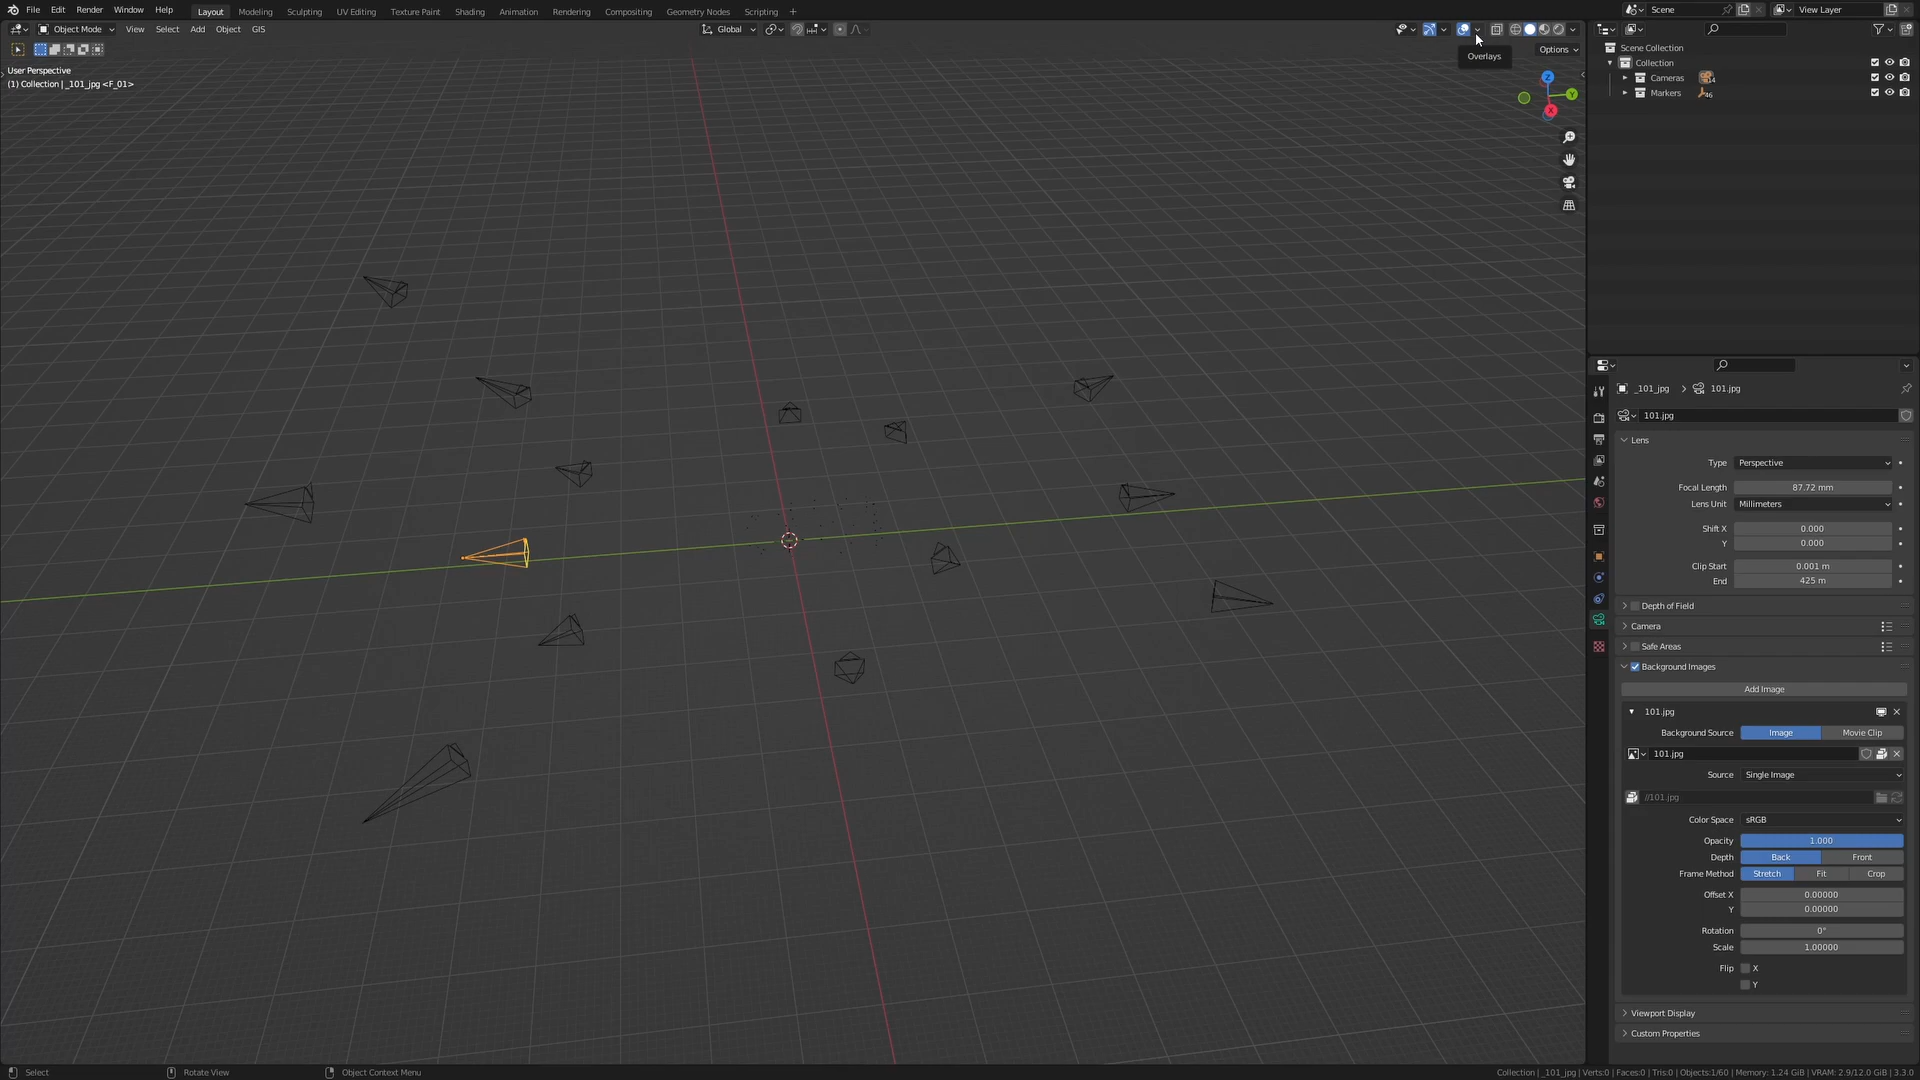 File Edit Render Window Help Layout Modeling Sculpting UV Editing Texture Paint Shading Animation Rendering Compositing Geometry Nodes Scripting + Scene View Layer
Object Mode View Select Add Object GIS Global
Options
Overlays
User Perspective
(1) Collection | _101_jpg <F_01>
Z
Y
X
Scene Collection
Collection
Cameras 14
Markers 46
_101_jpg > 101.jpg
101.jpg
Lens
Type Perspective
Focal Length 87.72 mm
Lens Unit Millimeters
Shift X 0.000
Y 0.000
Clip Start 0.001 m
End 425 m
Depth of Field
Camera
Safe Areas
Background Images
Add Image
101.jpg
Background Source Image Movie Clip
101.jpg
Source Single Image
//101.jpg
Color Space sRGB
Opacity 1.000
Depth Back Front
Frame Method Stretch Fit Crop
Offset X 0.00000
Y 0.00000
Rotation 0°
Scale 1.00000
Flip X
Y
Viewport Display
Custom Properties
Select Rotate View Object Context Menu Collection | _101_jpg | Verts:0 | Faces:0 | Tris:0 | Objects:1/60 | Memory: 1.24 GiB | VRAM: 2.9/12.0 GiB | 3.3.0